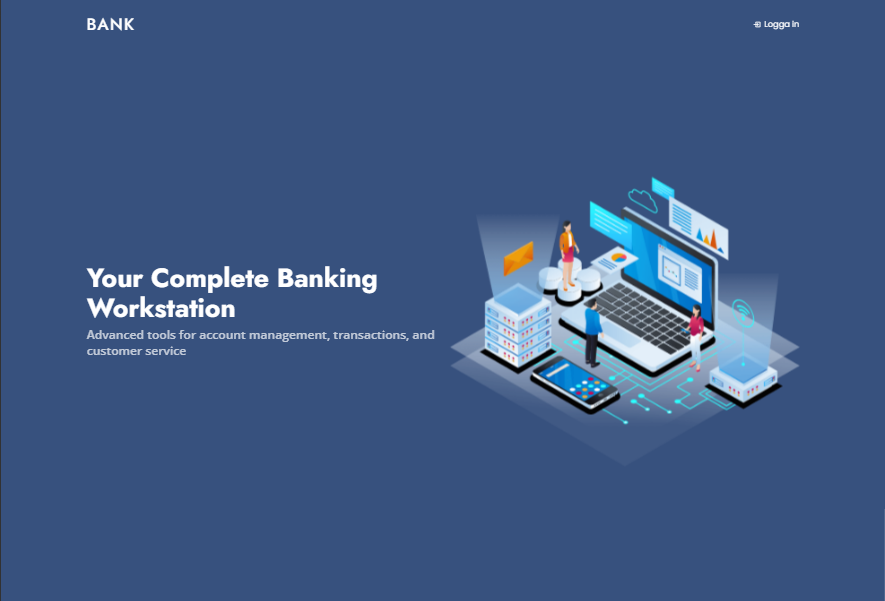 BANK
Logga in
Your Complete Banking
Workstation
Advanced tools for account management, transactions, and
customer service